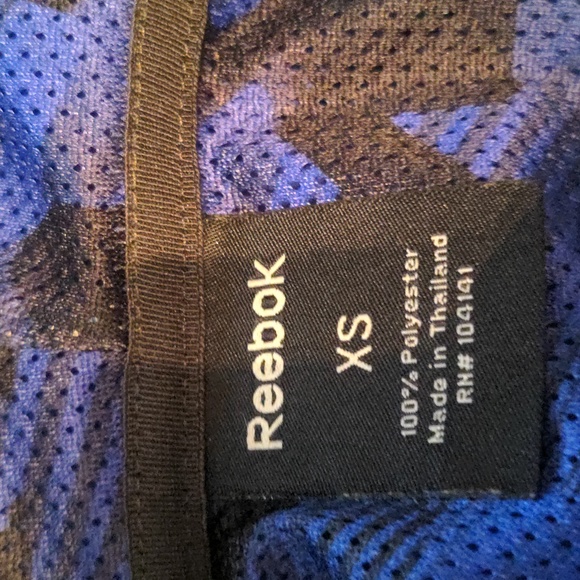 Reebok
XS
100% Polyester
Made in Thailand
RN# 104141